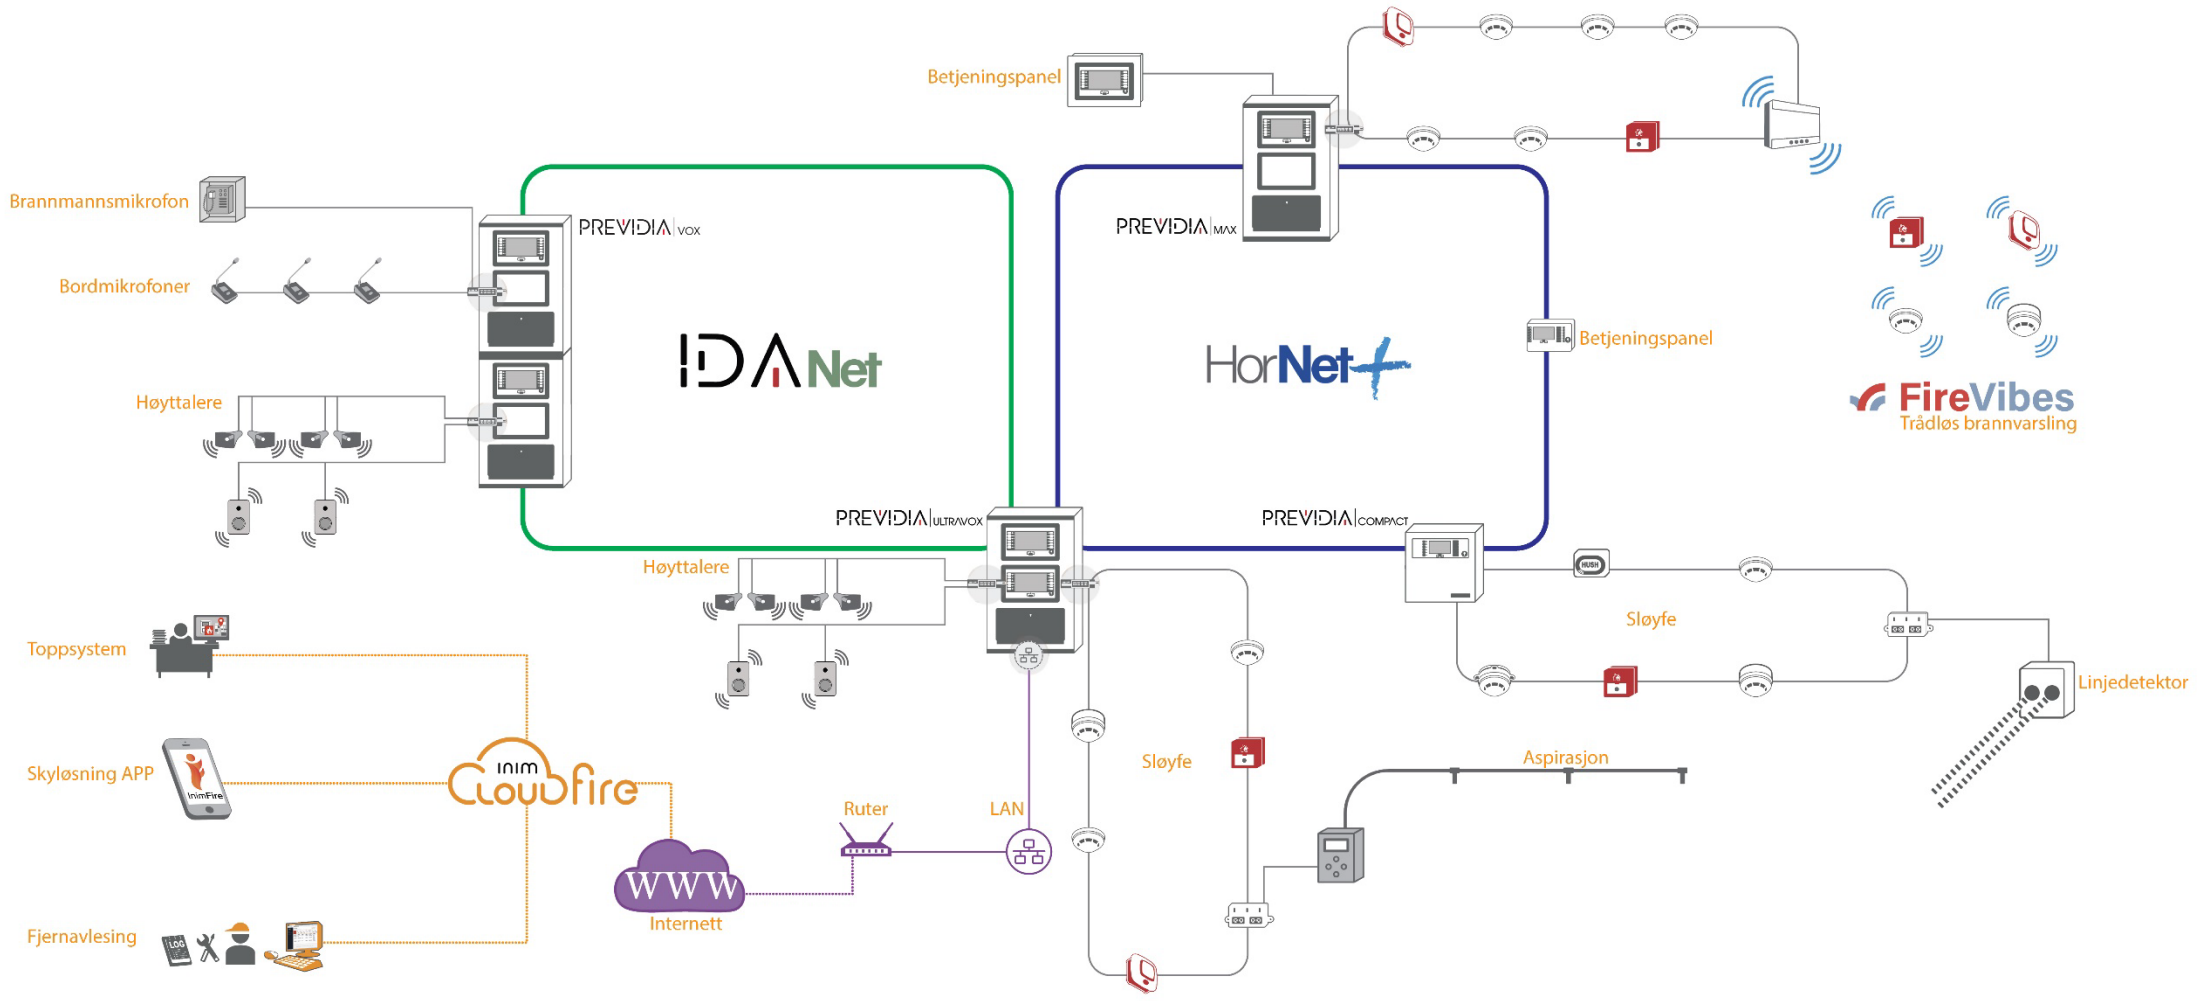 Betjeningspanel
Brannmannsmikrofon
PREVIDIA VOX
PREVIDIA MAX
Bordmikrofoner
IDA Net
HorNet+
Betjeningspanel
Høyttalere
FireVibes
Trådløs brannvarsling
PREVIDIA ULTRAVOX
PREVIDIA COMPACT
Høyttalere
HUSH
Sløyfe
Toppsystem
Linjedetektor
Skyløsning APP
InimFire
inim
Cloudfire
Sløyfe
Aspirasjon
Ruter
LAN
WWW
Internett
Fjernavlesing
LOG